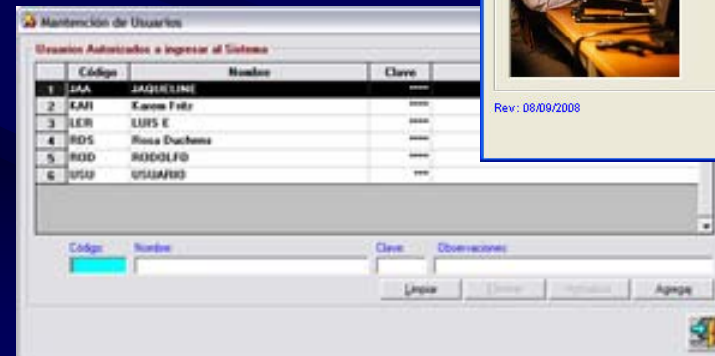 Mantención de Usuarios
Usuarios Autorizados a ingresar al Sistema
Código Nombre Clave
1 JAA JAQUELINE ****
2 KAR Karem Fritz ****
3 LER LUIS E ****
4 RDS Rosa Duchens ****
5 ROD RODOLFO ****
6 USU USUARIO ***
Rev: 08/09/2008
Código: Nombre: Clave: Observaciones:
Limpiar Eliminar Agregar